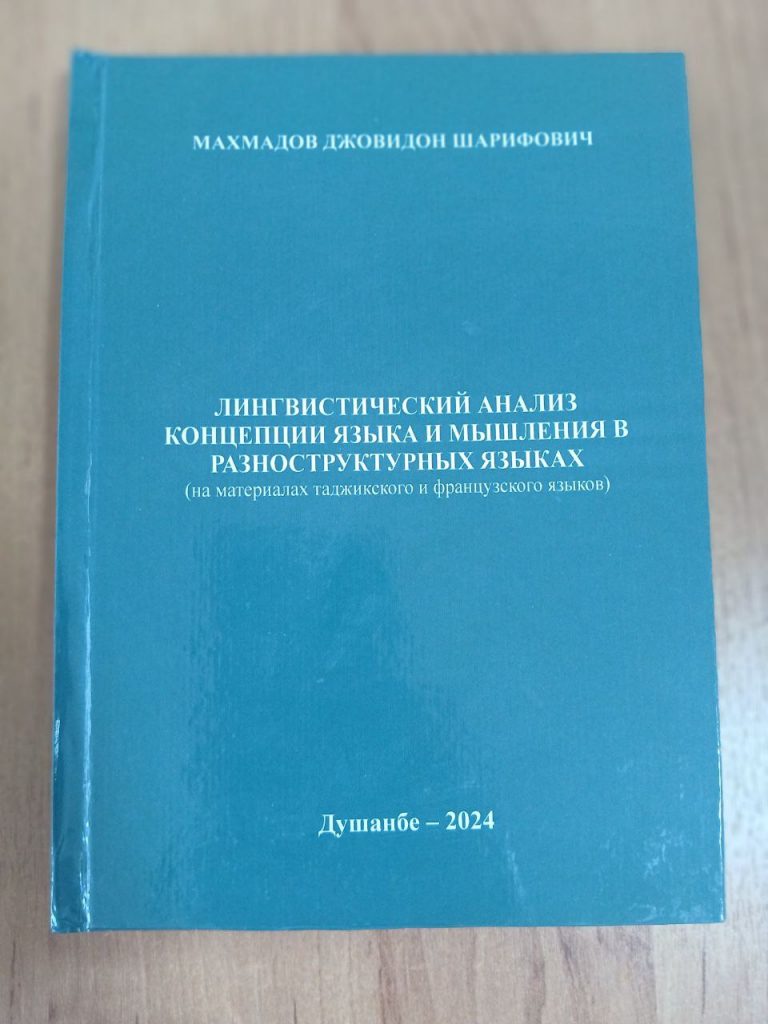 МАХМАДОВ ДЖОВИДОН ШАРИФОВИЧ
ЛИНГВИСТИЧЕСКИЙ АНАЛИЗ
КОНЦЕПЦИИ ЯЗЫКА И МЫШЛЕНИЯ В
РАЗНОСТРУКТУРНЫХ ЯЗЫКАХ
(на материалах таджикского и французского языков)
Душанбе – 2024